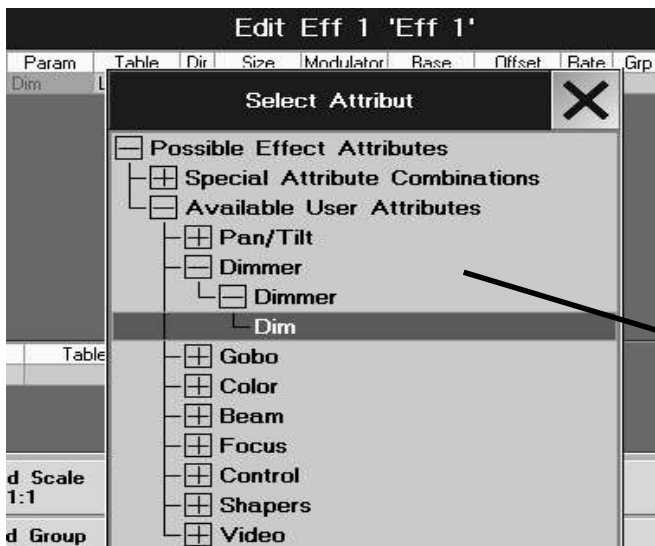 Edit Eff 1 'Eff 1'
Param Table Dir Size Modulator Base Offset Rate Grp
Dim L
Select Attribut
Possible Effect Attributes
Special Attribute Combinations
Available User Attributes
Pan/Tilt
Dimmer
Dimmer
Dim
Table
Gobo
Color
Beam
Focus
d Scale
Control
1:1
Shapers
d Group
Video